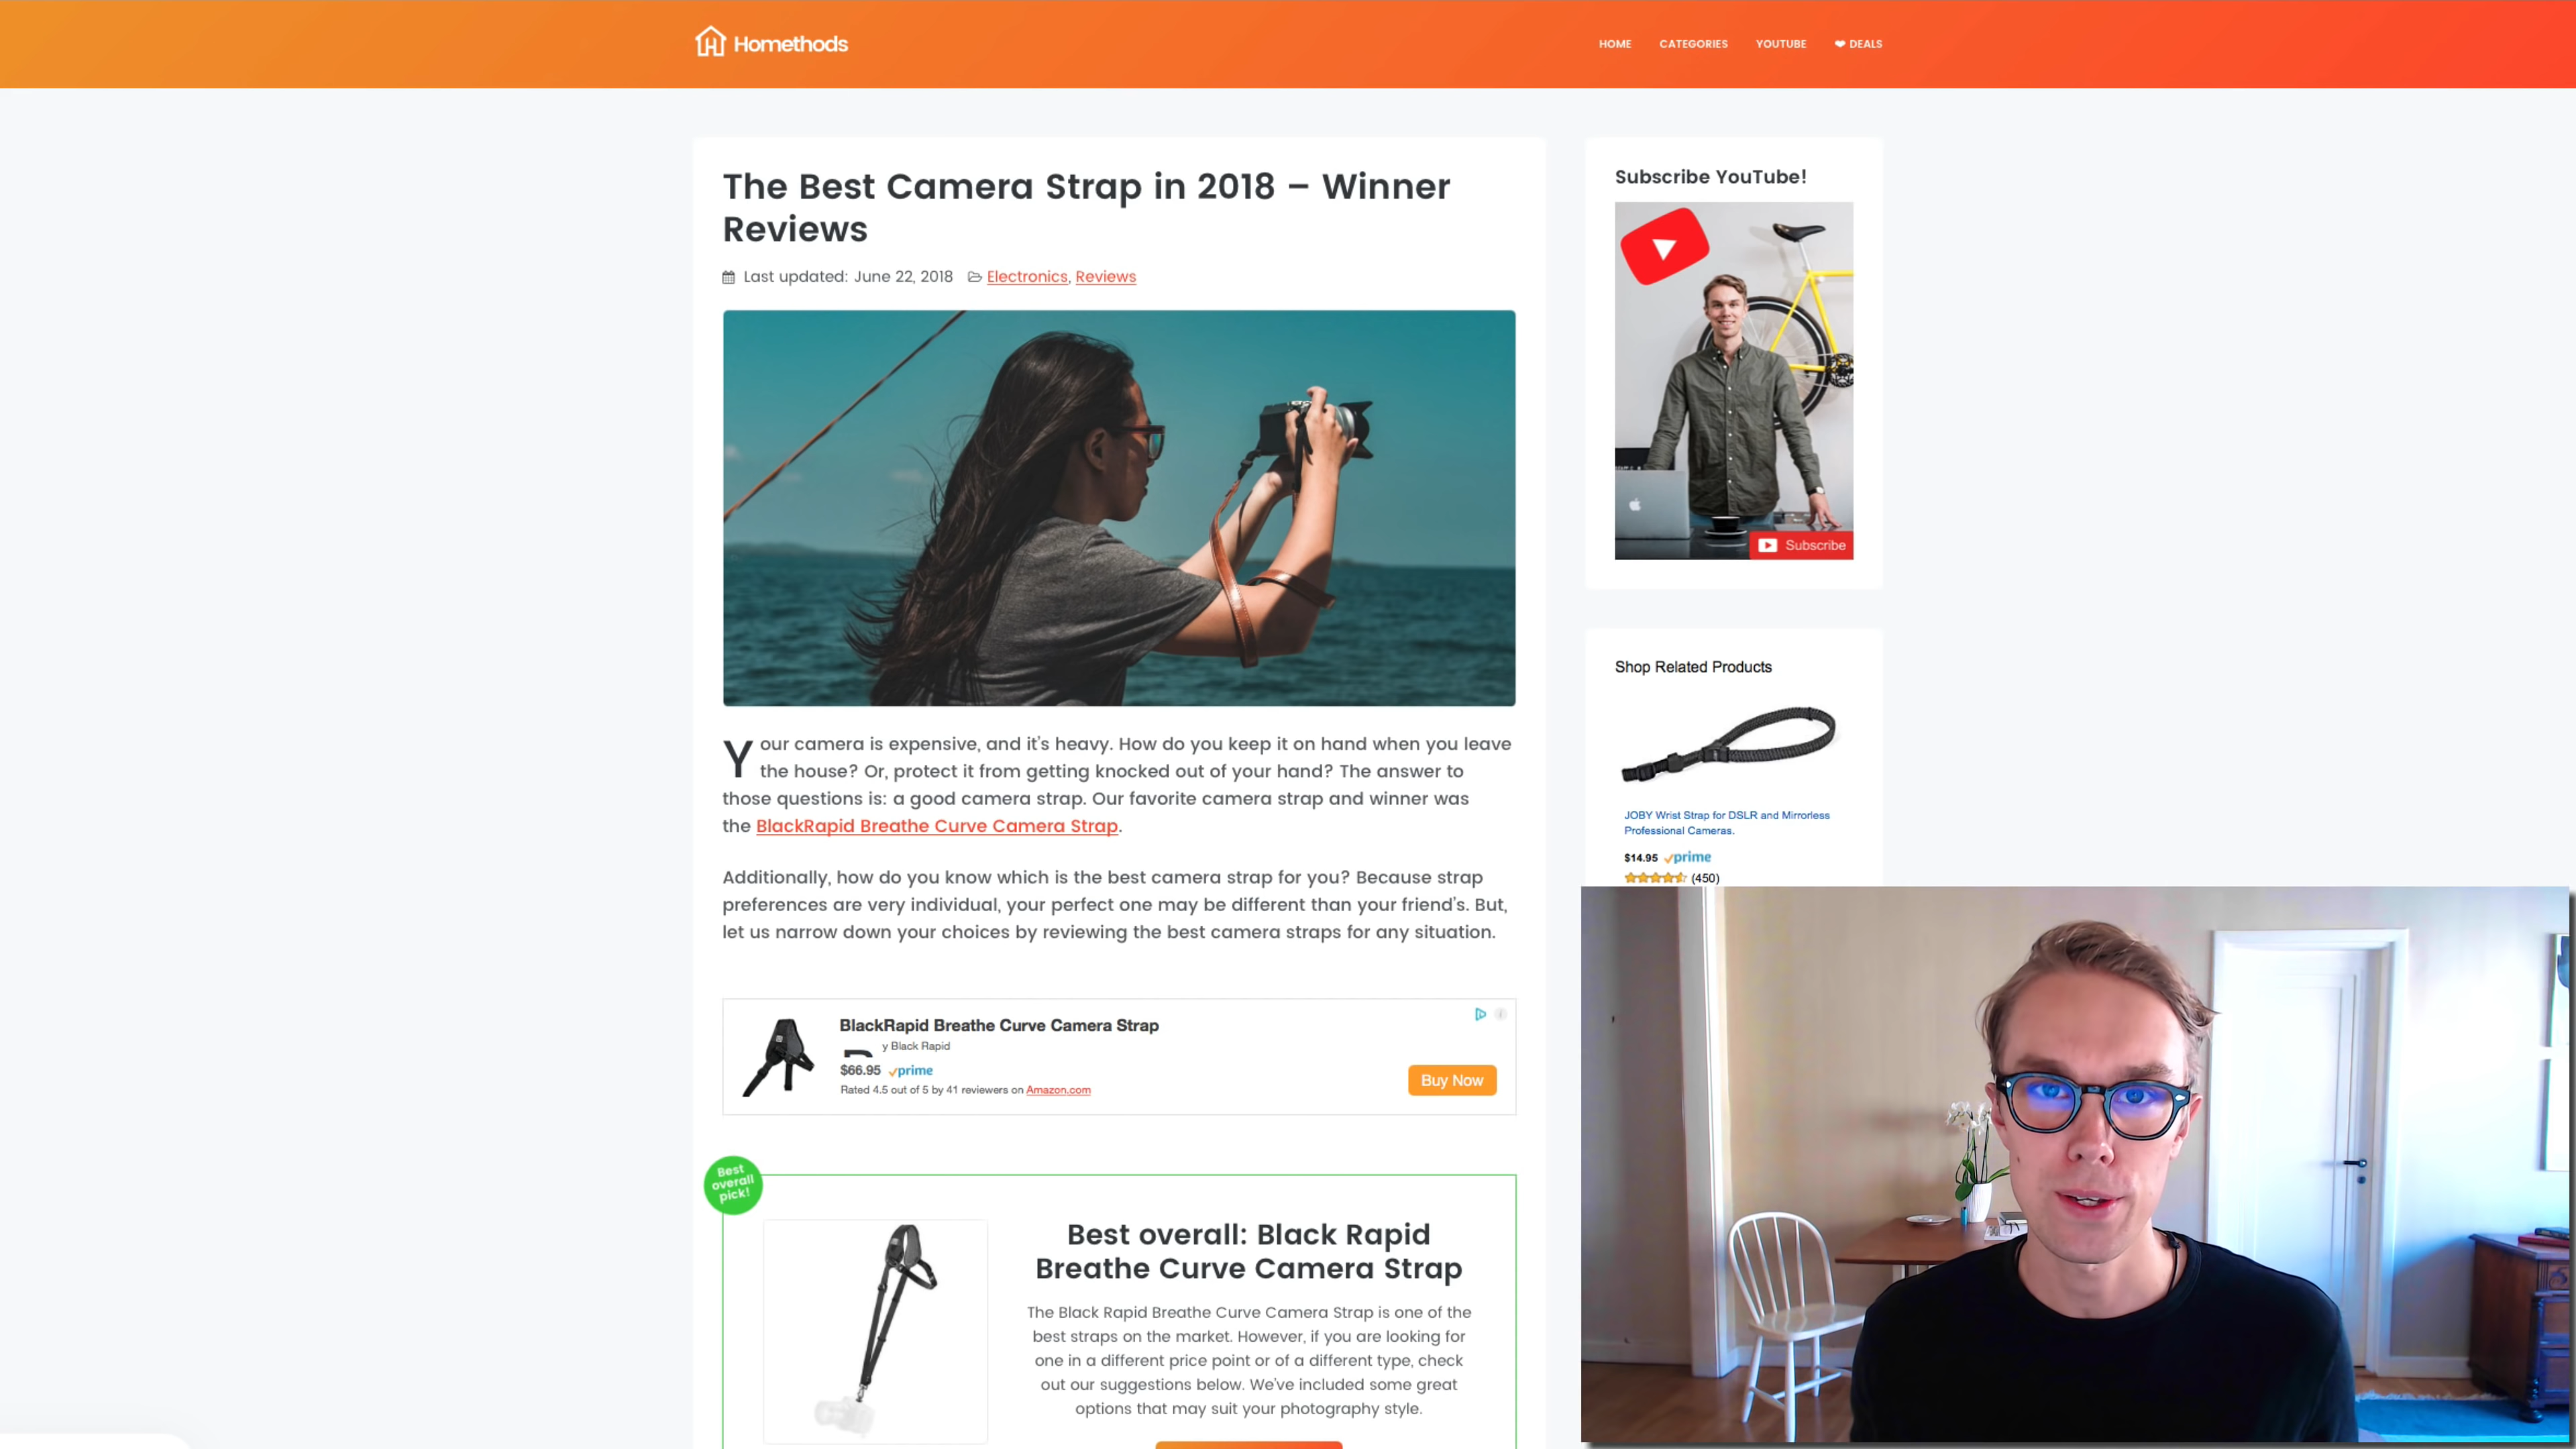 Homethods
HOME
CATEGORIES
YOUTUBE
DEALS
The Best Camera Strap in 2018 – Winner
Reviews
Last updated: June 22, 2018
Electronics, Reviews
Your camera is expensive, and it's heavy. How do you keep it on hand when you leave
the house? Or, protect it from getting knocked out of your hand? The answer to
those questions is: a good camera strap. Our favorite camera strap and winner was
the BlackRapid Breathe Curve Camera Strap.
Additionally, how do you know which is the best camera strap for you? Because strap
preferences are very individual, your perfect one may be different than your friend's. But,
let us narrow down your choices by reviewing the best camera straps for any situation.
BlackRapid Breathe Curve Camera Strap
y Black Rapid
$66.95 prime
Rated 4.5 out of 5 by 41 reviewers on Amazon.com
Buy Now
Best
overall
pick!
Best overall: Black Rapid
Breathe Curve Camera Strap
The Black Rapid Breathe Curve Camera Strap is one of the
best straps on the market. However, if you are looking for
one in a different price point or of a different type, check
out our suggestions below. We've included some great
options that may suit your photography style.
Subscribe YouTube!
Subscribe
Shop Related Products
JOBY Wrist Strap for DSLR and Mirrorless
Professional Cameras.
$14.95 prime
(450)